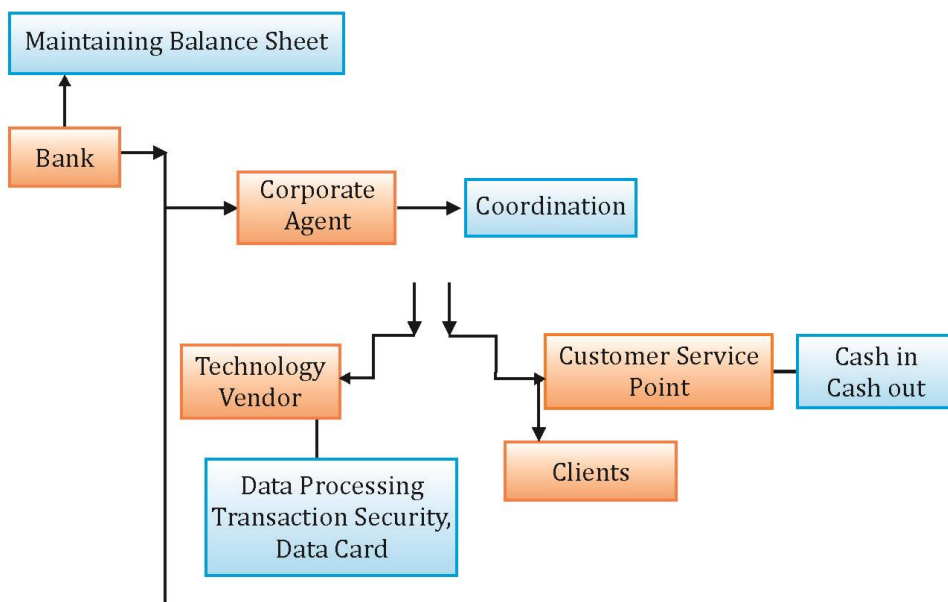 Maintaining Balance Sheet
Bank
Corporate
Agent
Coordination
Technology
Vendor
Customer Service
Point
Cash in
Cash out
Clients
Data Processing
Transaction Security,
Data Card